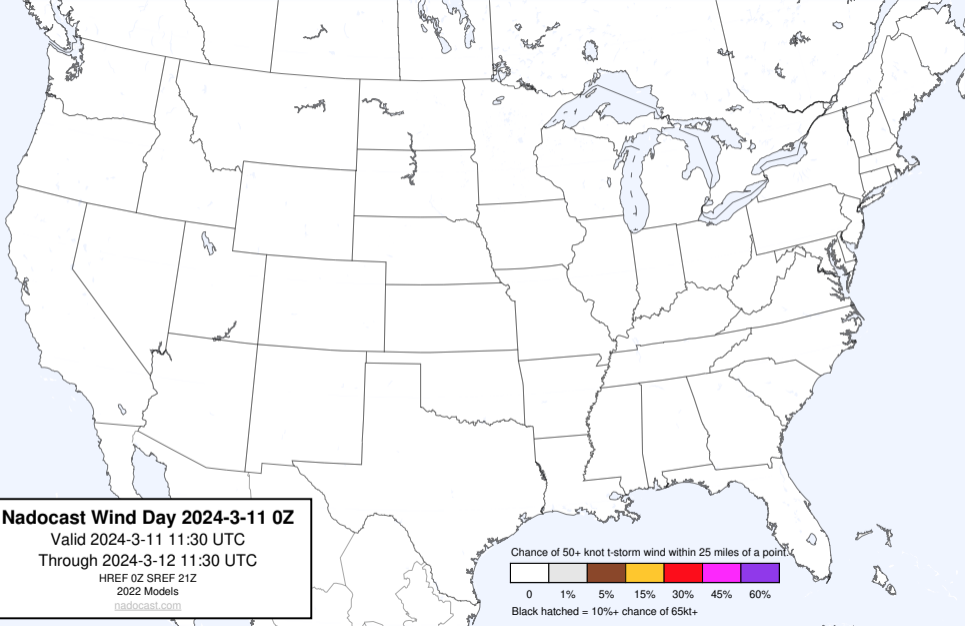 Nadocast Wind Day 2024-3-11 0Z
Valid 2024-3-11 11:30 UTC
Through 2024-3-12 11:30 UTC
HREF 0Z SREF 21Z
2022 Models
nadocast.com
Chance of 50+ knot t-storm wind within 25 miles of a point.
0 1% 5% 15% 30% 45% 60%
Black hatched = 10%+ chance of 65kt+